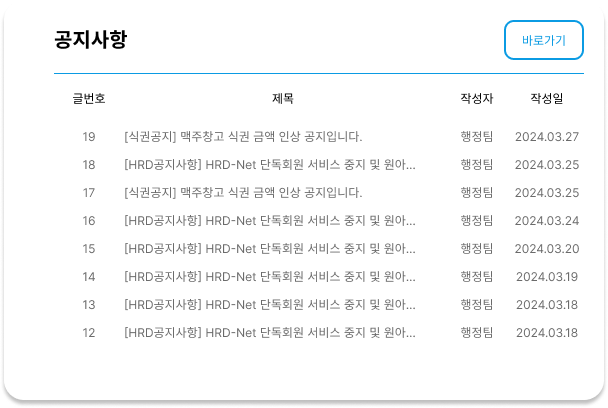 공지사항
바로가기
글번호 제목 작성자 작성일
19 [식권공지] 맥주창고 식권 금액 인상 공지입니다. 행정팀 2024.03.27
18 [HRD공지사항] HRD-Net 단독회원 서비스 중지 및 원아... 행정팀 2024.03.25
17 [식권공지] 맥주창고 식권 금액 인상 공지입니다. 행정팀 2024.03.25
16 [HRD공지사항] HRD-Net 단독회원 서비스 중지 및 원아... 행정팀 2024.03.24
15 [HRD공지사항] HRD-Net 단독회원 서비스 중지 및 원아... 행정팀 2024.03.20
14 [HRD공지사항] HRD-Net 단독회원 서비스 중지 및 원아... 행정팀 2024.03.19
13 [HRD공지사항] HRD-Net 단독회원 서비스 중지 및 원아... 행정팀 2024.03.18
12 [HRD공지사항] HRD-Net 단독회원 서비스 중지 및 원아... 행정팀 2024.03.18